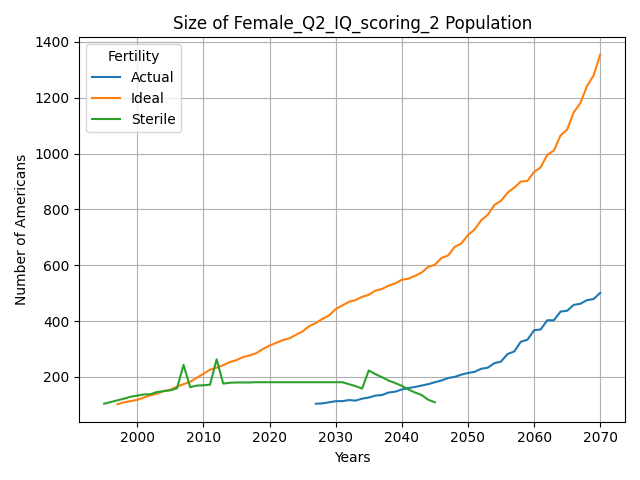 Size of Female_Q2_IQ_scoring_2 Population
Fertility
Actual
Ideal
Sterile
1400
1200
1000
800
600
400
200
Number of Americans
2000 2010 2020 2030 2040 2050 2060 2070
Years